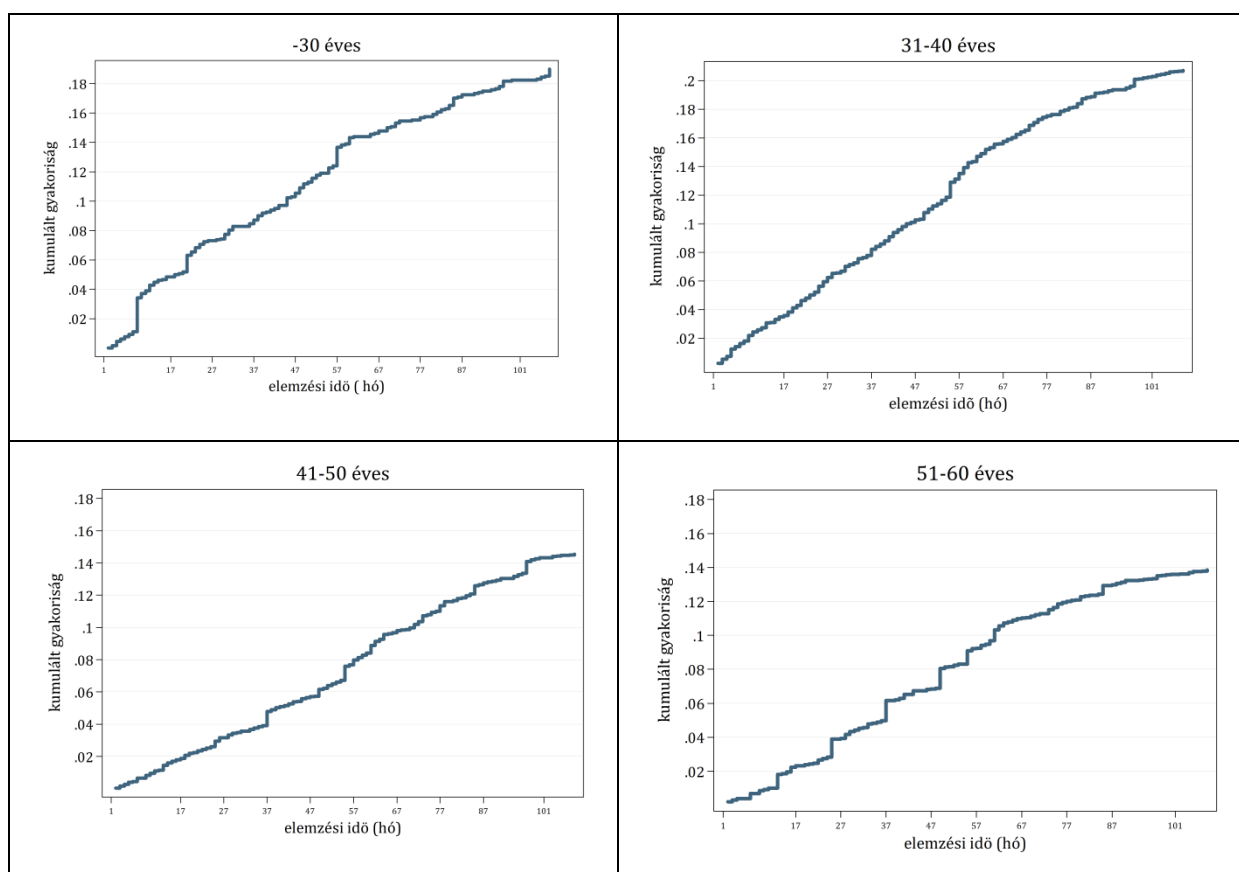 -30 éves
kumulált gyakoriság
.18
.16
.14
.12
.1
.08
.06
.04
.02
1 17 27 37 47 57 67 77 87 101
elemzési idö ( hó)
31-40 éves
kumulált gyakoriság
.2
.18
.16
.14
.12
.1
.08
.06
.04
.02
1 17 27 37 47 57 67 77 87 101
elemzési idõ (hó)
41-50 éves
kumulált gyakoriság
.18
.16
.14
.12
.1
.08
.06
.04
.02
1 17 27 37 47 57 67 77 87 101
elemzési idö (hó)
51-60 éves
kumulált gyakoriság
.18
.16
.14
.12
.1
.08
.06
.04
.02
1 17 27 37 47 57 67 77 87 101
elemzési idö (hó)